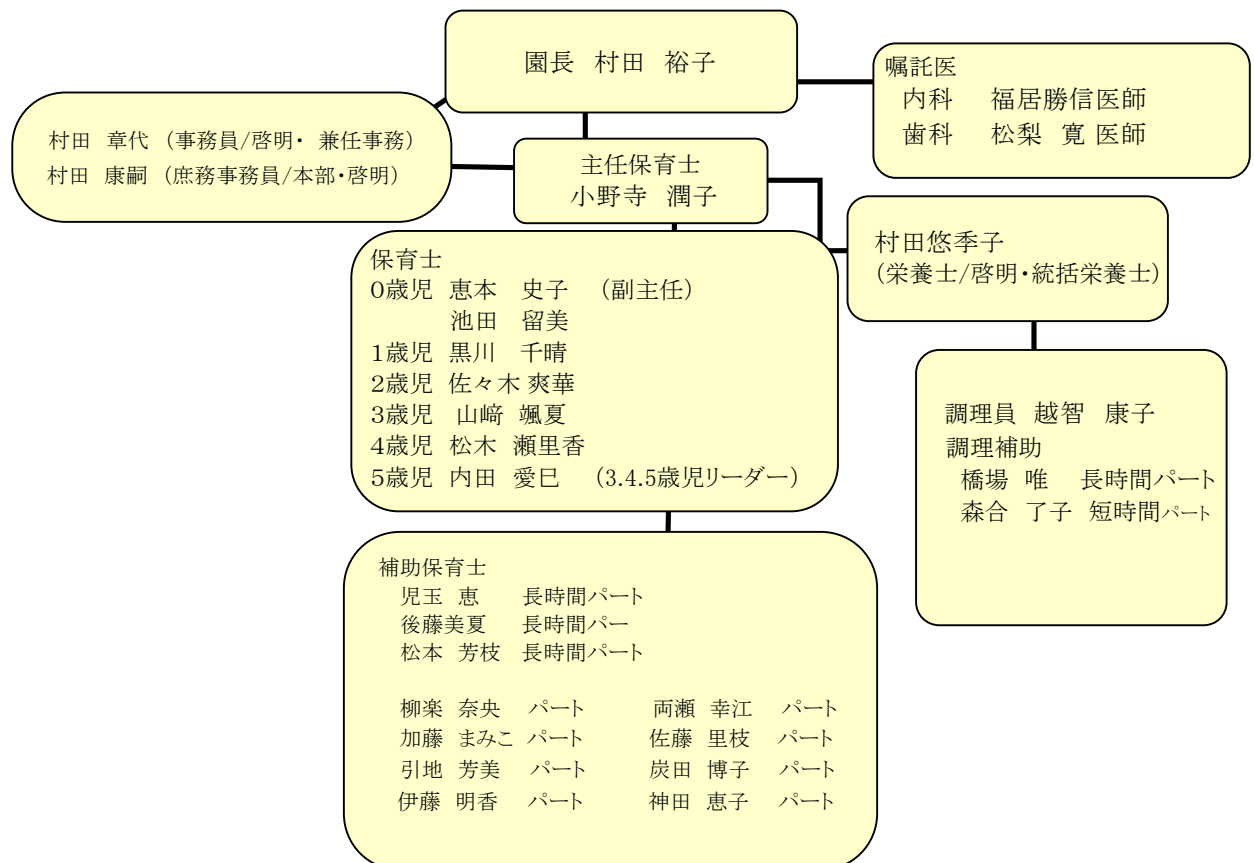 園長 村田 裕子
嘱託医
内科 福居勝信医師
歯科 松梨 寛 医師
村田 章代 (事務員/啓明・ 兼任事務)
村田 康嗣 (庶務事務員/本部・啓明)
主任保育士
小野寺 潤子
村田悠季子
(栄養士/啓明・統括栄養士)
保育士
0歳児 恵本 史子 (副主任)
池田 留美
1歳児 黒川 千晴
2歳児 佐々木 爽華
3歳児 山﨑 颯夏
4歳児 松木 瀬里香
5歳児 内田 愛巳 (3.4.5歳児リーダー)
調理員 越智 康子
調理補助
橋場 唯 長時間パート
森合 了子 短時間パート
補助保育士
児玉 恵 長時間パート
後藤美夏 長時間パー
松本 芳枝 長時間パート
柳楽 奈央 パート 両瀬 幸江 パート
加藤 まみこ パート 佐藤 里枝 パート
引地 芳美 パート 炭田 博子 パート
伊藤 明香 パート 神田 恵子 パート